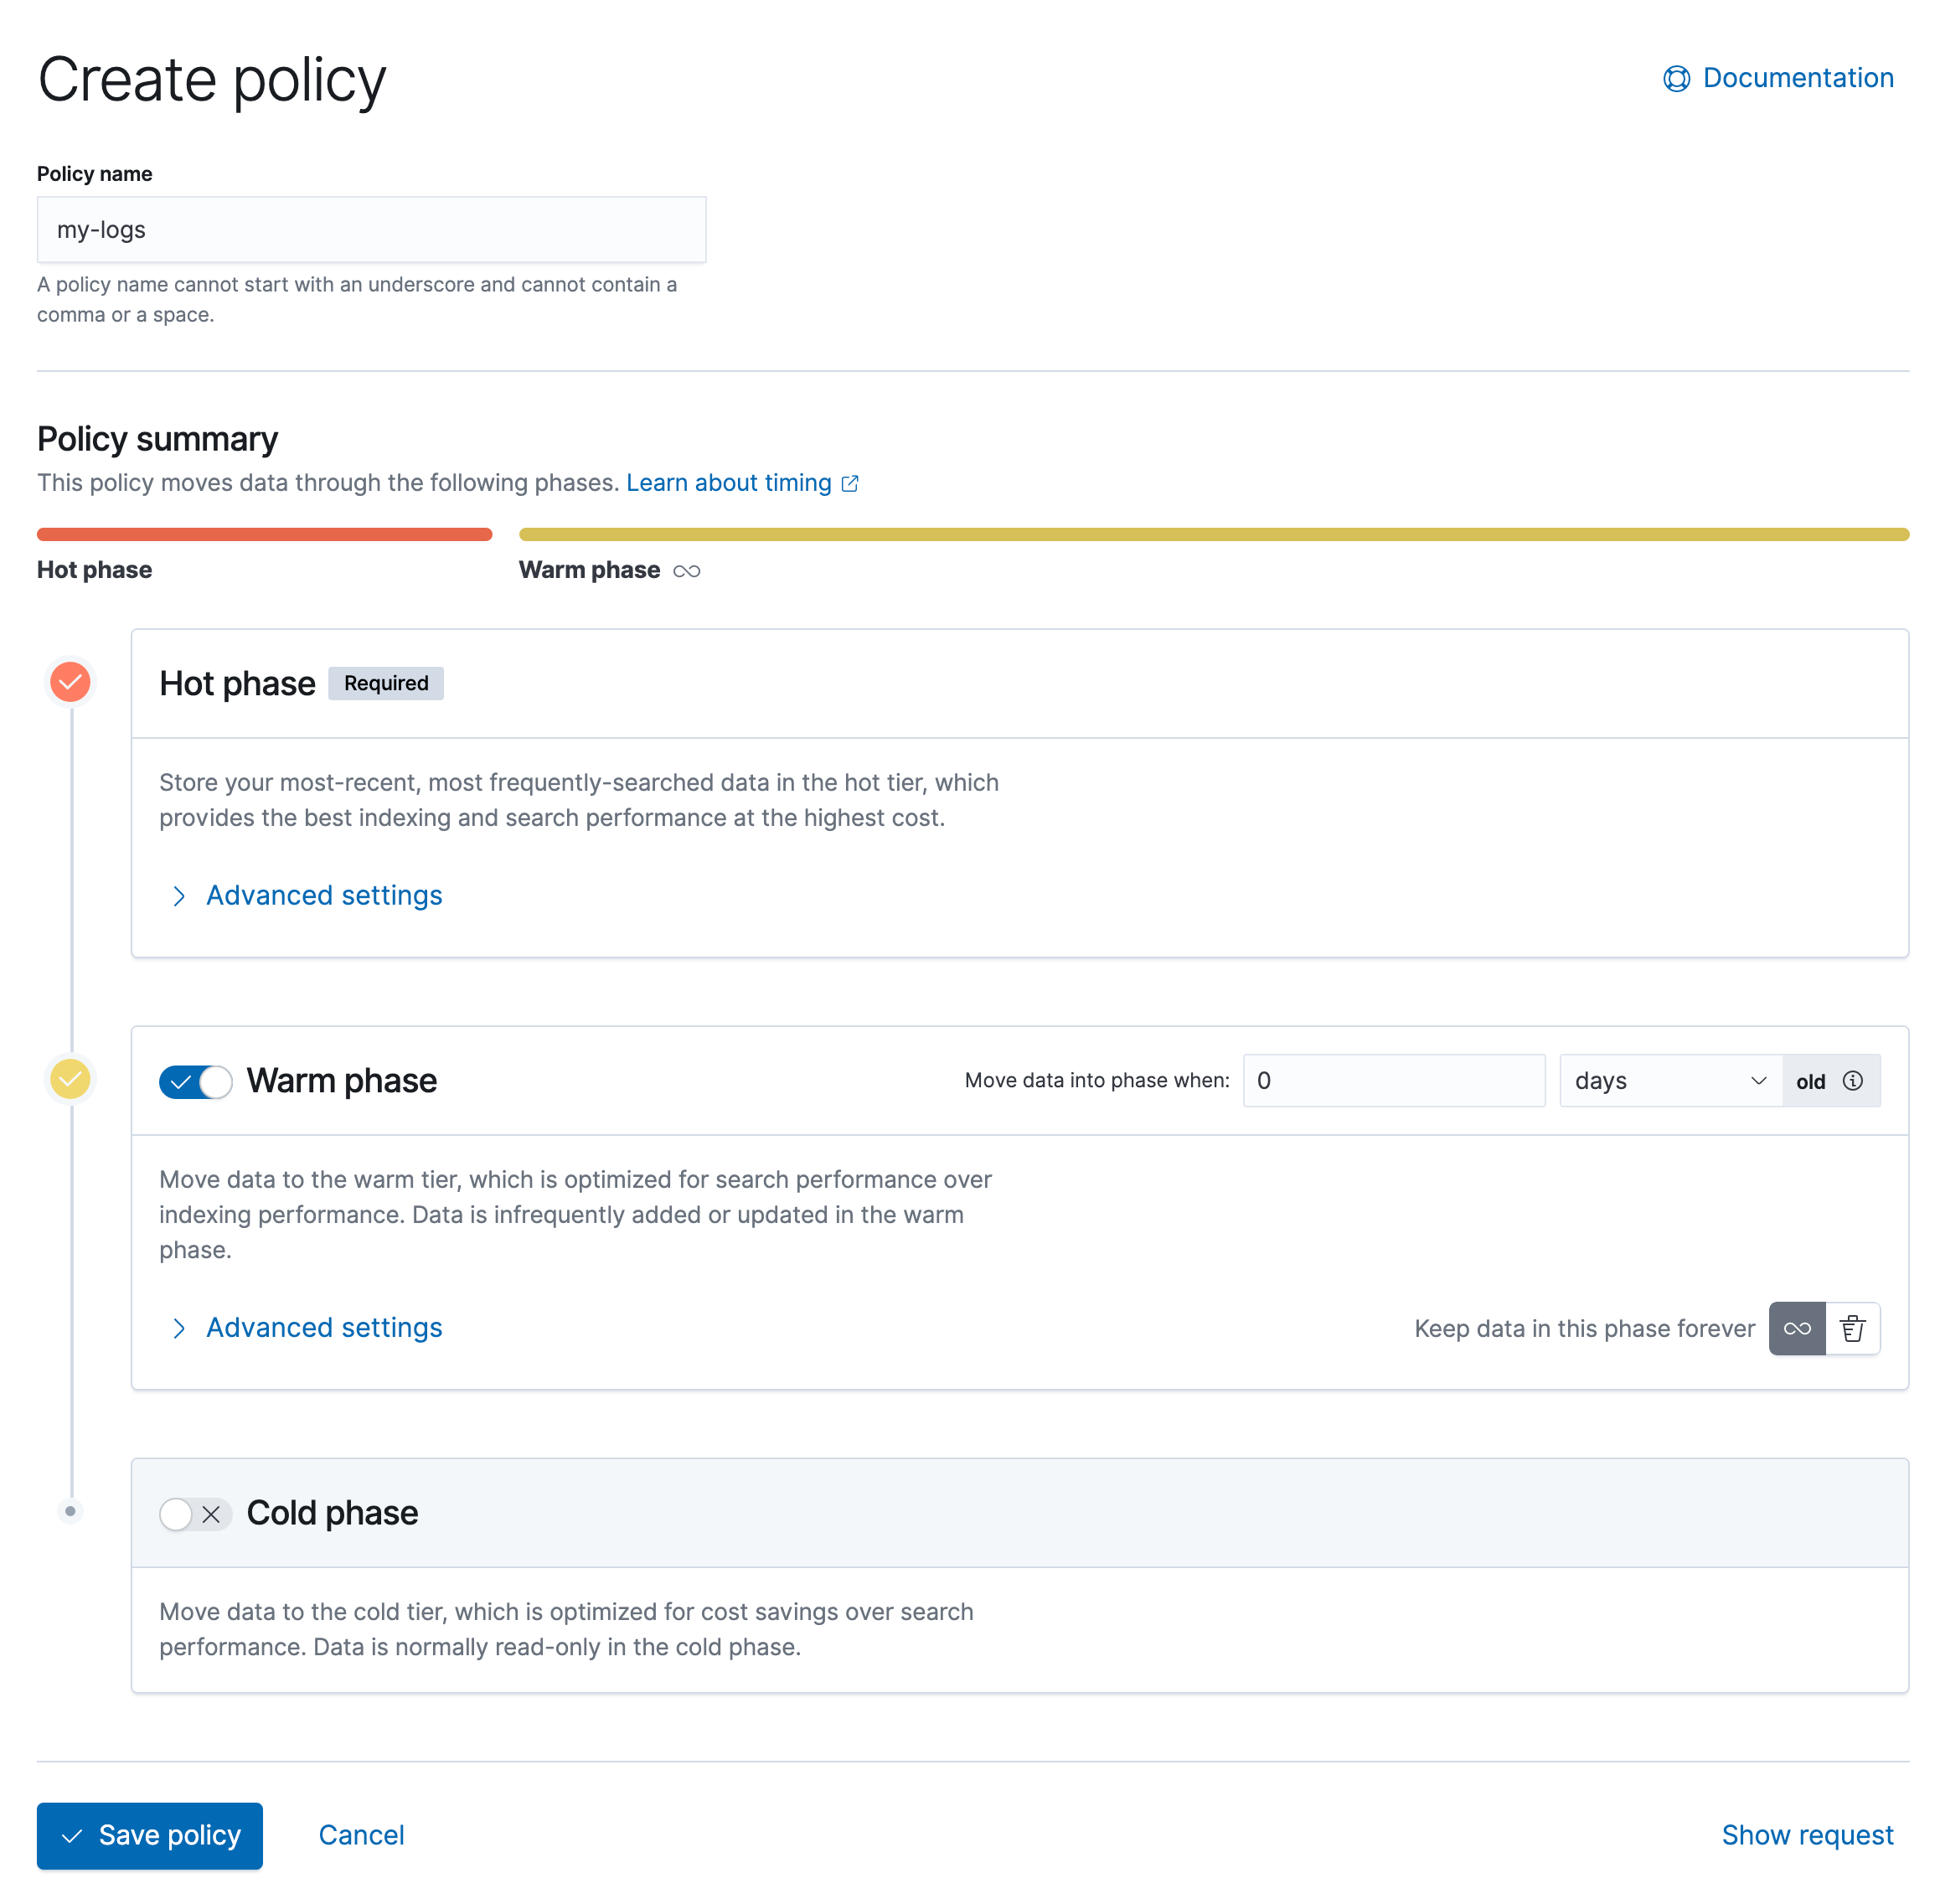 Create policy
Documentation
Policy name
my-logs
A policy name cannot start with an underscore and cannot contain a
comma or a space.
Policy summary
This policy moves data through the following phases. Learn about timing
Hot phase
Warm phase
Hot phase Required
Store your most-recent, most frequently-searched data in the hot tier, which
provides the best indexing and search performance at the highest cost.
Advanced settings
Warm phase
Move data into phase when: 0 days old
Move data to the warm tier, which is optimized for search performance over
indexing performance. Data is infrequently added or updated in the warm
phase.
Advanced settings
Keep data in this phase forever
Cold phase
Move data to the cold tier, which is optimized for cost savings over search
performance. Data is normally read-only in the cold phase.
Save policy
Cancel
Show request